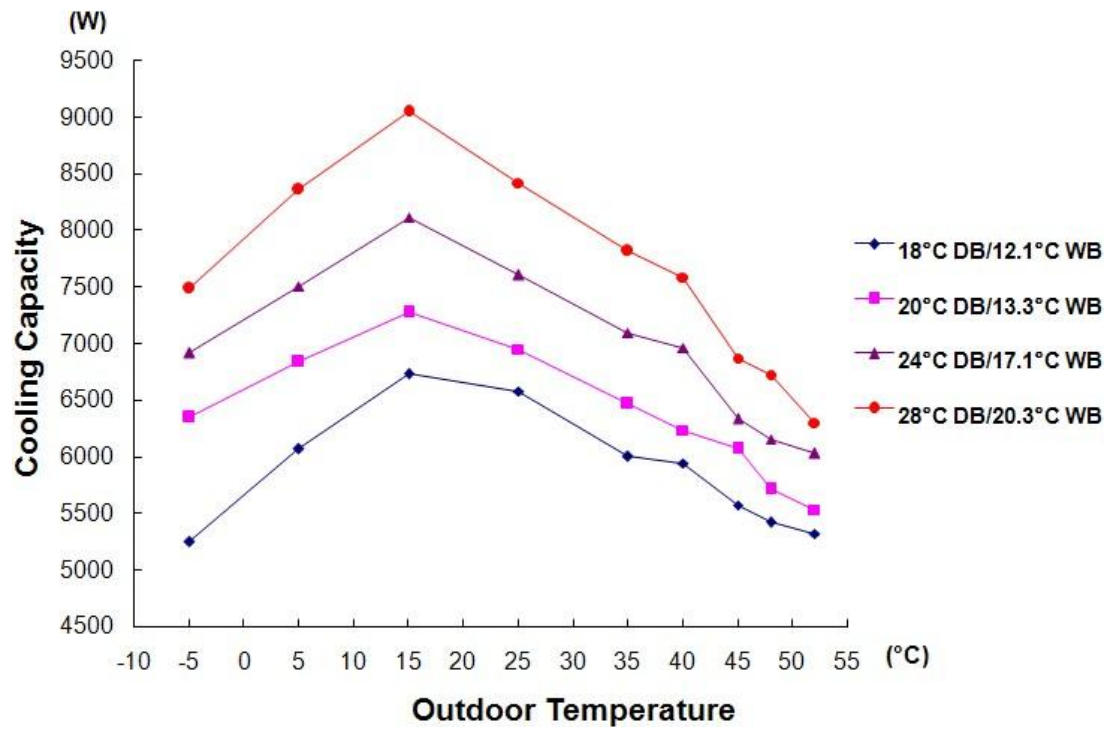 (W)
9500
9000
8500
8000
7500
7000
6500
6000
5500
5000
4500
Cooling Capacity
-10 -5 0 5 10 15 20 25 30 35 40 45 50 55 (°C)
Outdoor Temperature
18°C DB/12.1°C WB
20°C DB/13.3°C WB
24°C DB/17.1°C WB
28°C DB/20.3°C WB